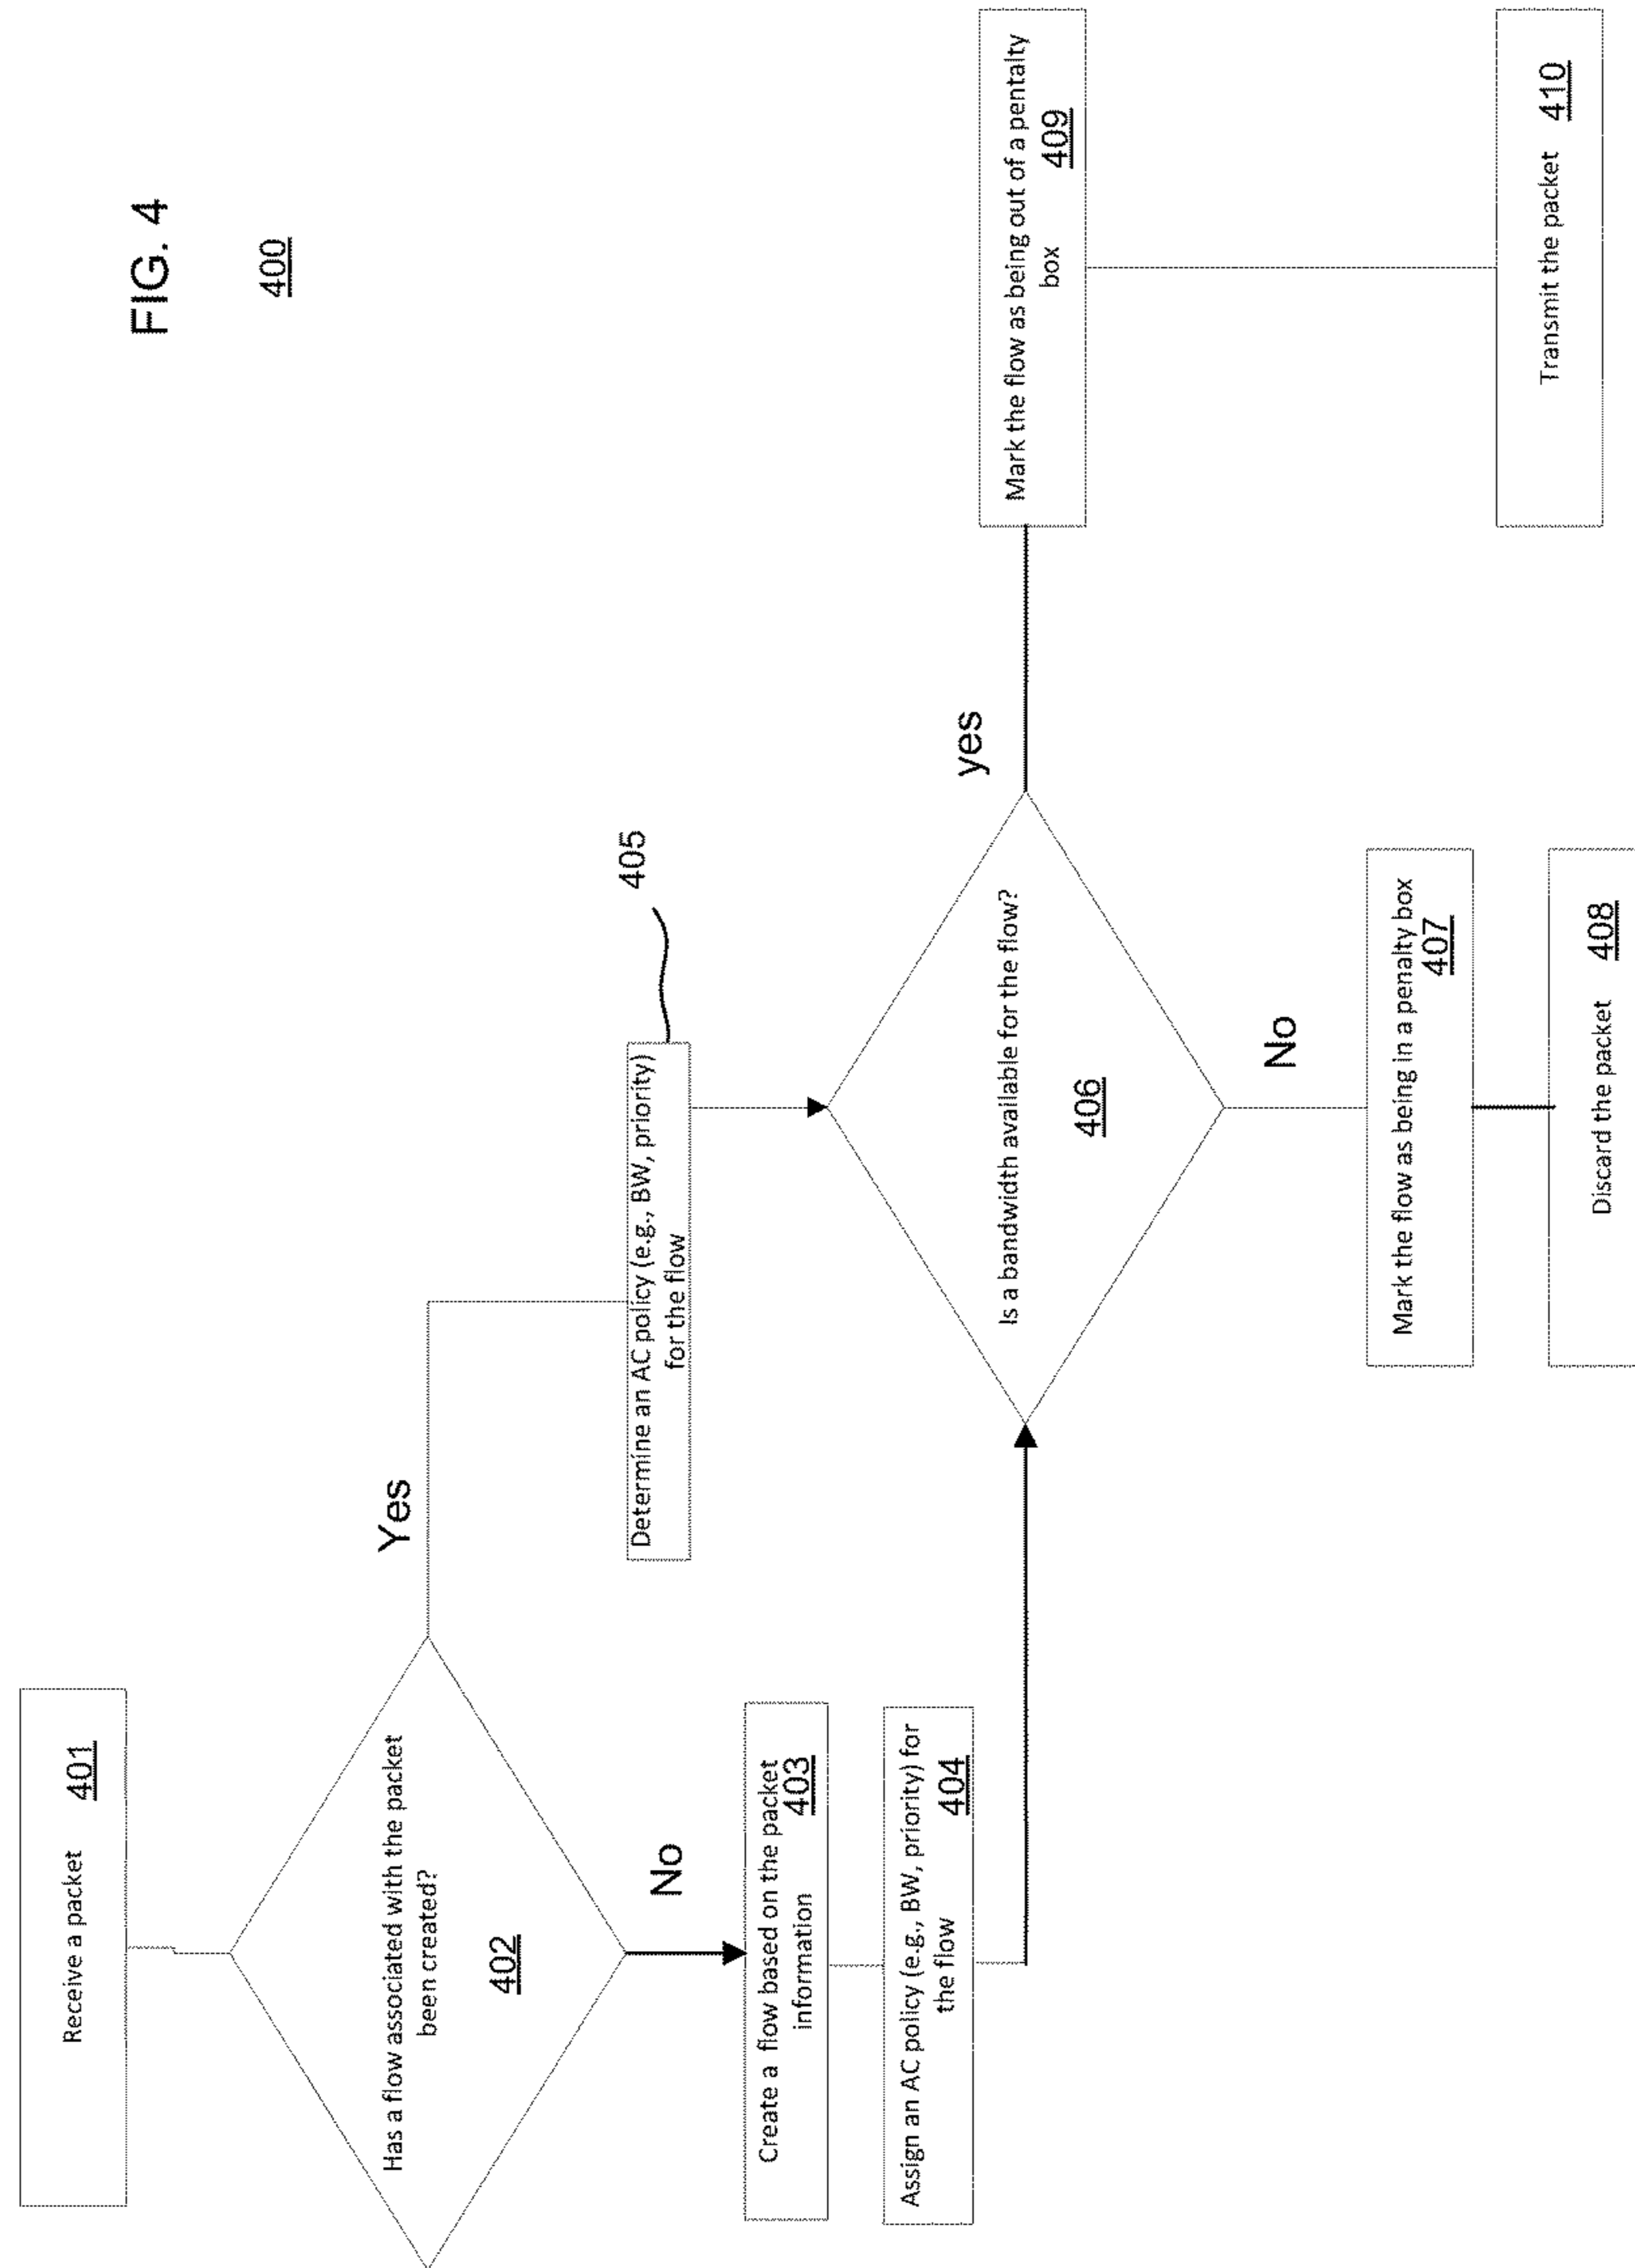 FIG. 4
400
Receive a packet
401
Has a flow associated with the packet
been created?
402
Yes
No
Create a flow based on the packet
information
403
Assign an AC policy (e.g., BW, priority) for
the flow
404
Determine an AC policy (e.g., BW, priority)
for the flow
405
Is a bandwidth available for the flow?
406
yes
No
Mark the flow as being in a penalty box
407
Discard the packet
408
Mark the flow as being out of a pentalty
box
409
Transmit the packet
410